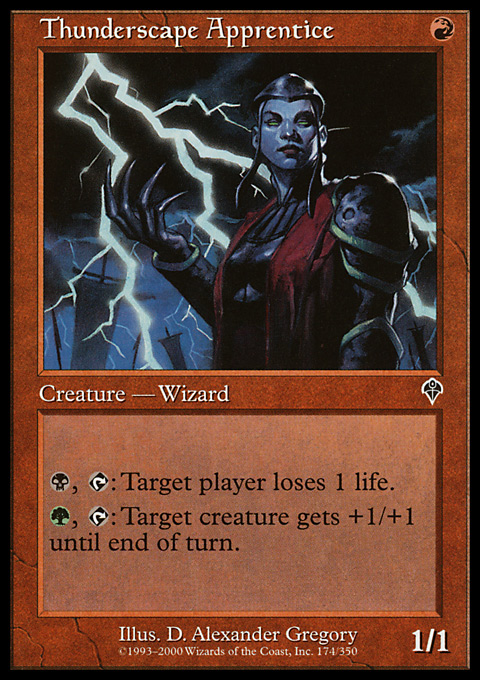 Thunderscape Apprentice
Creature — Wizard
, : Target player loses 1 life.
, : Target creature gets +1/+1
until end of turn.
Illus. D. Alexander Gregory
©1993–2000 Wizards of the Coast, Inc. 174/350
1/1